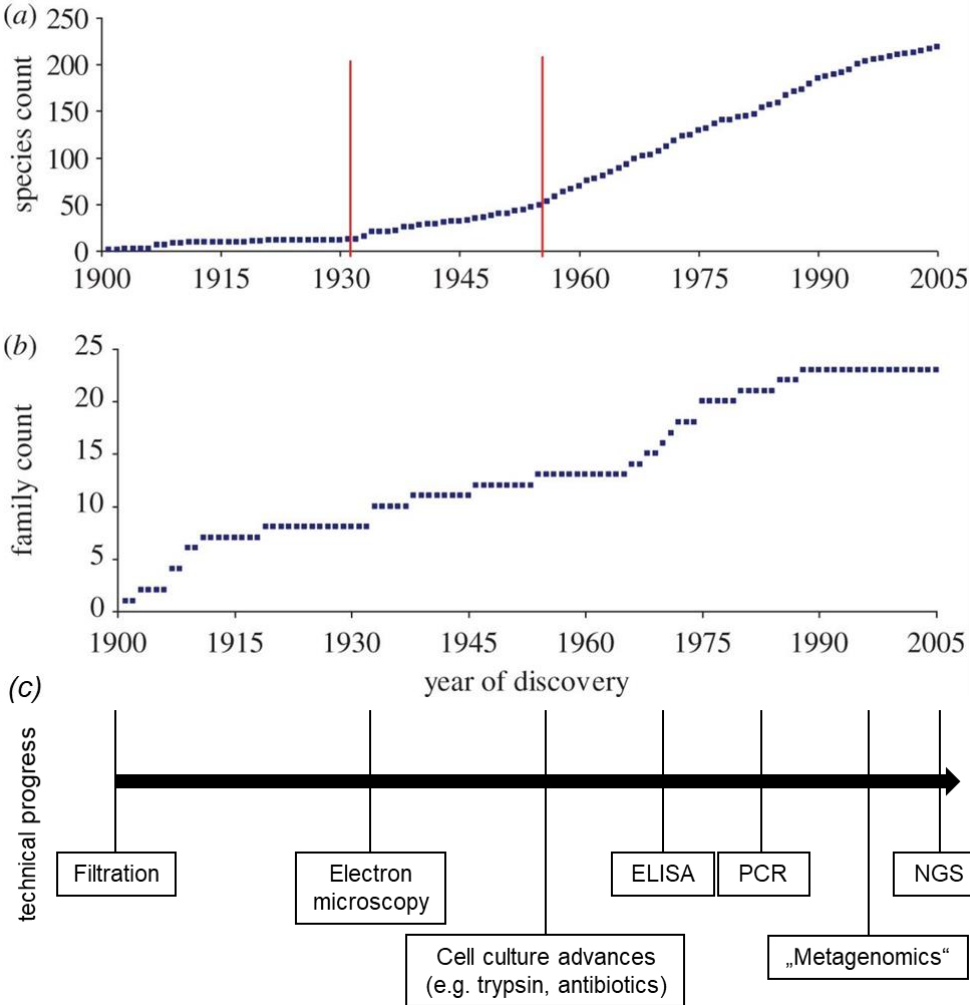 (a)
250
200
150
100
50
0
species count
1900 1915 1930 1945 1960 1975 1990 2005
(b)
25
20
15
10
5
0
family count
1900 1915 1930 1945 1960 1975 1990 2005
year of discovery
(c)
technical progress
Filtration
Electron
microscopy
ELISA
PCR
NGS
Cell culture advances
(e.g. trypsin, antibiotics)
„Metagenomics“